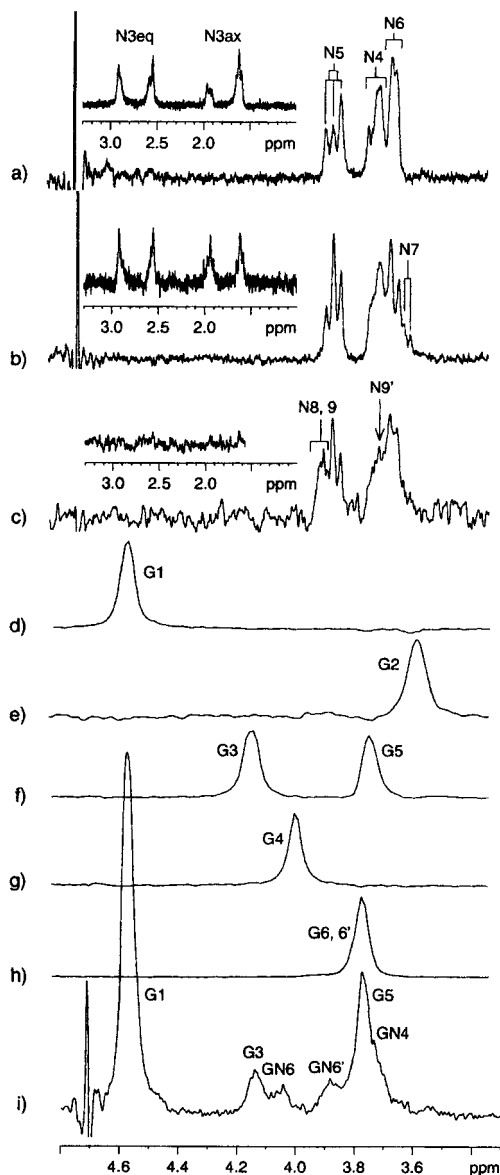 N3eq N3ax
N5 N4 N6
3.0 2.5 2.0 ppm
a)
N7
3.0 2.5 2.0 ppm
b)
N8, 9 N9'
3.0 2.5 2.0 ppm
c)
G1
d)
G2
e)
G3 G5
f)
G4
g)
G6, 6'
h)
G1 G3 GN6 GN6' G5 GN4
i)
4.6 4.2 4.0 3.8 3.6 ppm